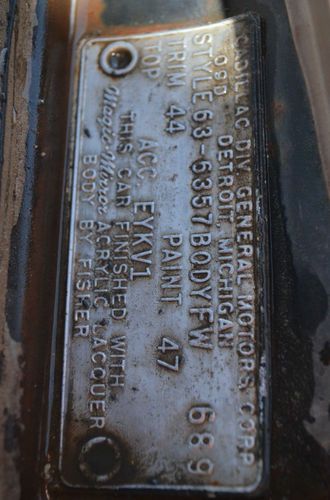 CADILLAC DIV. GENERAL MOTORS CORP
DETROIT, MICHIGAN
09D
STYLE 63-6357 BODY FW 689
TRIM 44 PAINT 47
TOP ACC. EYKV1
THIS CAR FINISHED WITH
Magic-Mirror ACRYLIC LACQUER
BODY BY FISHER